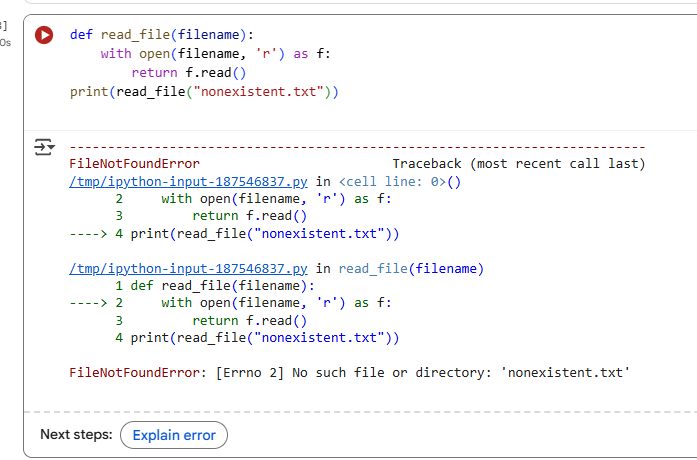 ]
0s
def read_file(filename):
    with open(filename, 'r') as f:
        return f.read()
print(read_file("nonexistent.txt"))
---------------------------------------------------------------------------
FileNotFoundError                         Traceback (most recent call last)
/tmp/ipython-input-187546837.py in <cell line: 0>()
      2     with open(filename, 'r') as f:
      3         return f.read()
----> 4 print(read_file("nonexistent.txt"))
/tmp/ipython-input-187546837.py in read_file(filename)
      1 def read_file(filename):
----> 2     with open(filename, 'r') as f:
      3         return f.read()
      4 print(read_file("nonexistent.txt"))
FileNotFoundError: [Errno 2] No such file or directory: 'nonexistent.txt'
Next steps: Explain error